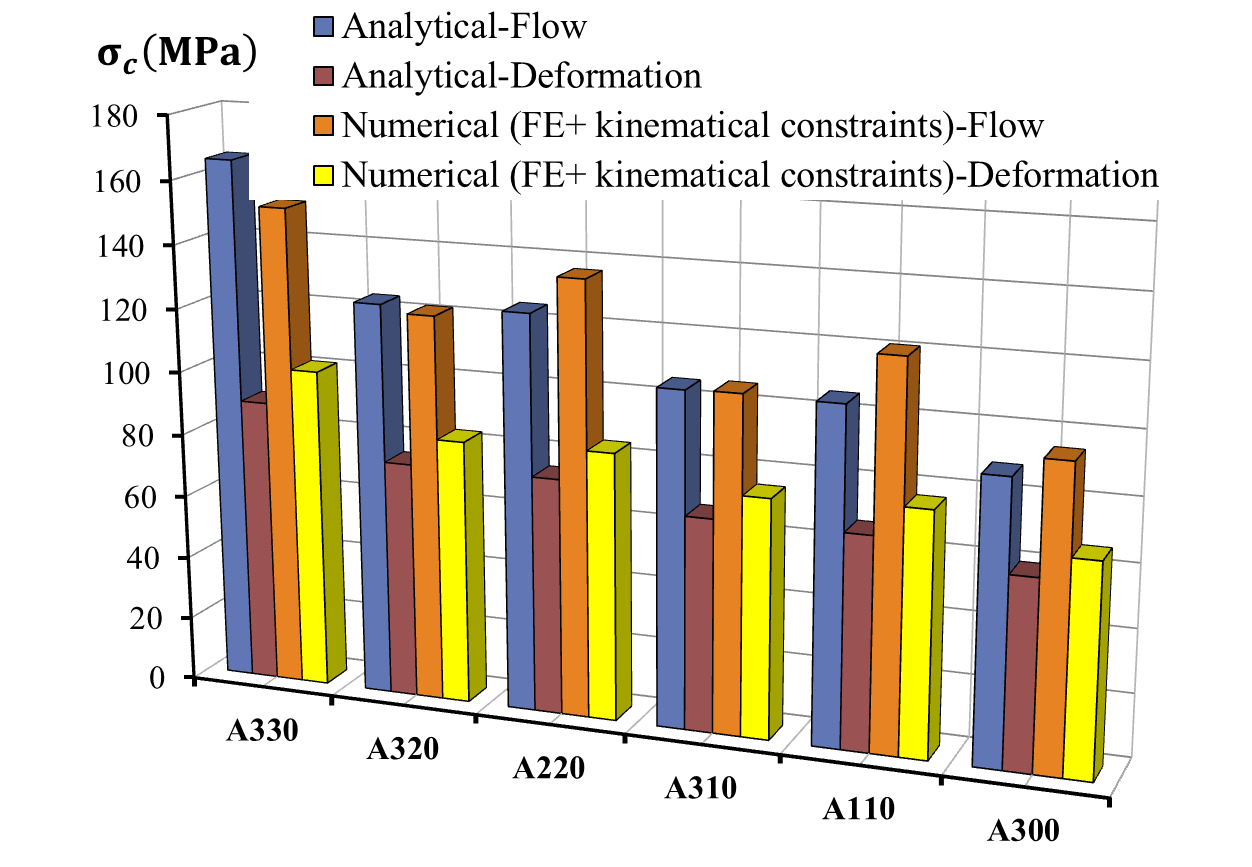 Analytical-Flow
σc(MPa)
Analytical-Deformation
180
Numerical (FE+ kinematical constraints)-Flow
160
Numerical (FE+ kinematical constraints)-Deformation
140
120
100
80
60
40
20
0
A330
A320
A220
A310
A110
A300